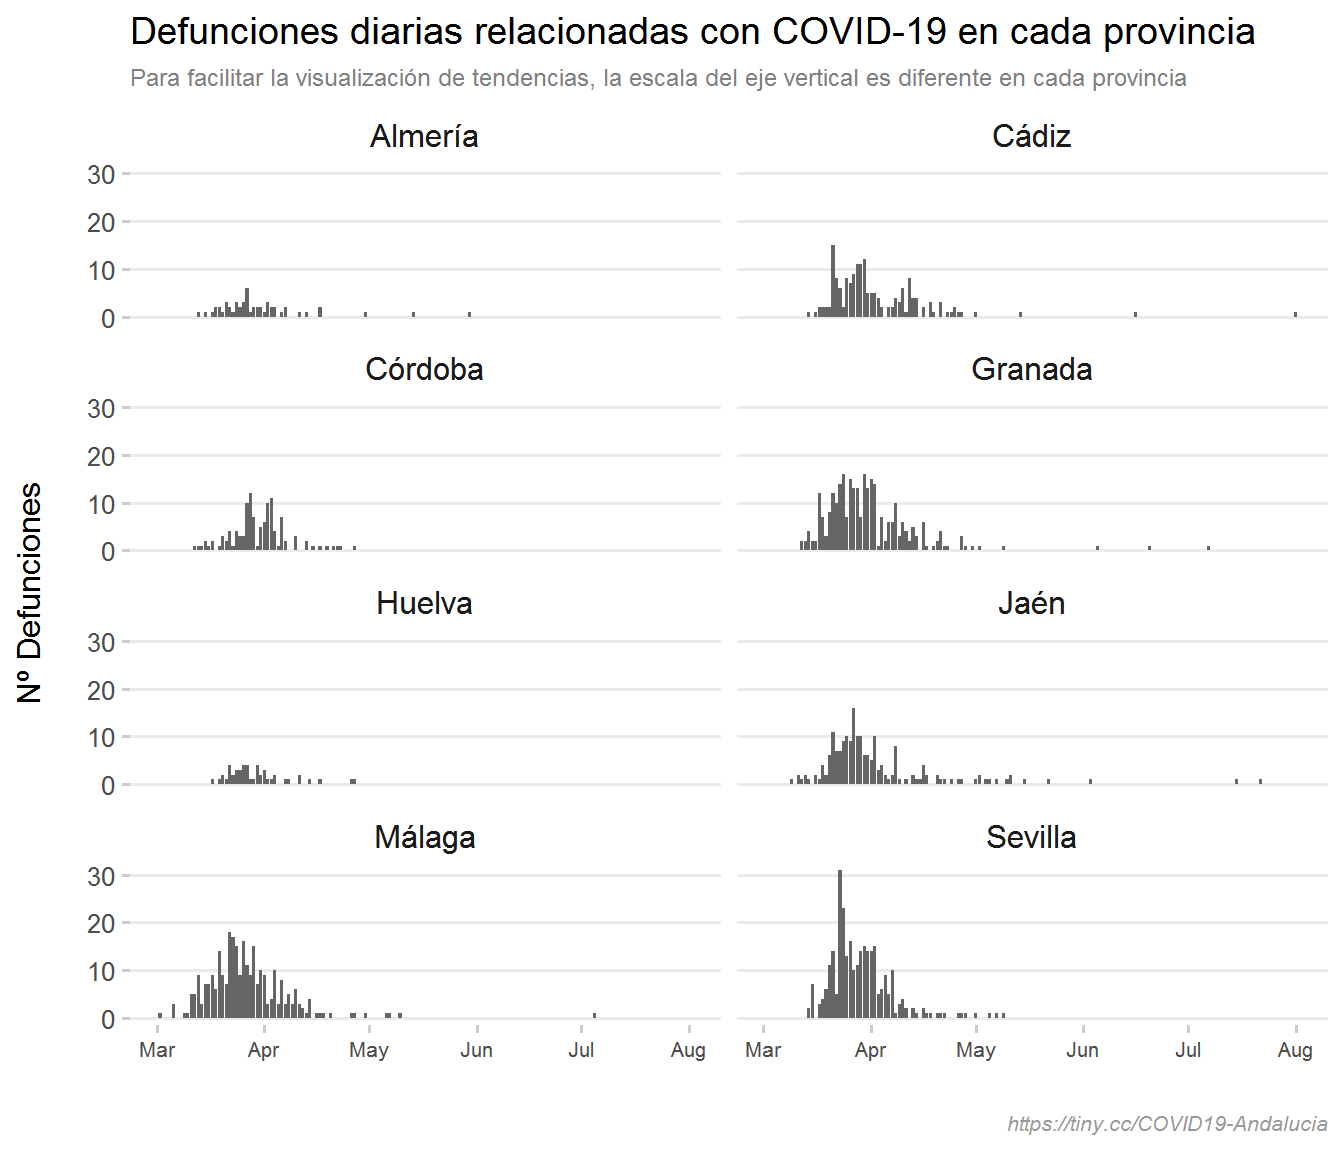 Defunciones diarias relacionadas con COVID-19 en cada provincia
Para facilitar la visualización de tendencias, la escala del eje vertical es diferente en cada provincia
Almería
Cádiz
30
20
10
0
Córdoba
Granada
30
20
10
0
Nº Defunciones
Huelva
Jaén
30
20
10
0
Málaga
Sevilla
30
20
10
0
Mar Apr May Jun Jul Aug
Mar Apr May Jun Jul Aug
https://tiny.cc/COVID19-Andalucia